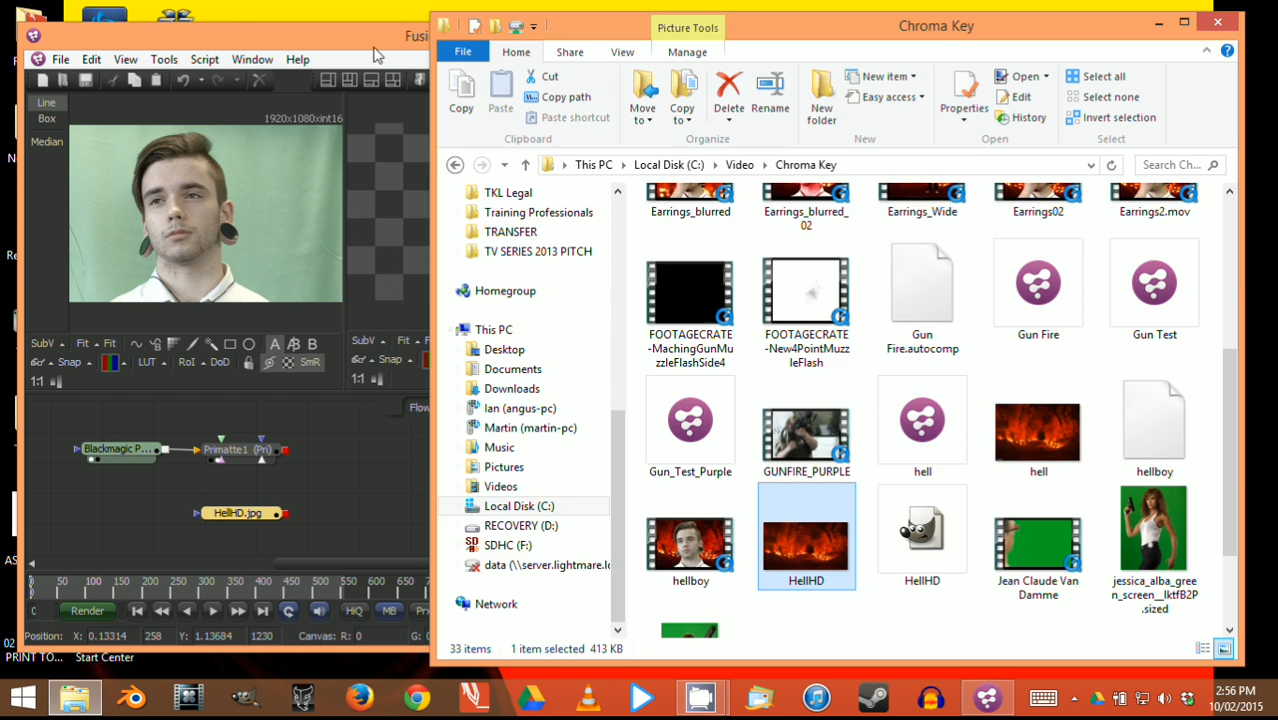 Fusi
File Edit View Tools Script Window Help
Line
Box
Median
1920x1080xint16
SubV Fit Fit A B
Snap LUT RoI DoD SmR
1:1
SubV Fit
Snap
1:1
Flow
Blackmagic P... Primatte1 (Pri)
HellHD.jpg
50 100 150 200 250 300 350 400 450 500 550 600 650
0 Render HiQ MB Prx
Position: X: 0.13314 258 Y: 1.13684 1230 Canvas: R: 0 G:
Picture Tools
Chroma Key
File Home Share View Manage
Copy Paste Cut Copy path Paste shortcut
Move to Copy to Delete Rename
New folder New item Easy access
Properties Open Edit History
Select all Select none Invert selection
Clipboard Organize New Open Select
This PC Local Disk (C:) Video Chroma Key Search Ch...
TKL Legal
Training Professionals
TRANSFER
TV SERIES 2013 PITCH
Homegroup
This PC
Desktop
Documents
Downloads
Ian (angus-pc)
Martin (martin-pc)
Music
Pictures
Videos
Local Disk (C:)
RECOVERY (D:)
SDHC (F:)
data (\\server.lightmare.lo
Network
Earrings_blurred Earrings_blurred_02 Earrings_Wide Earrings02 Earrings2.mov
FOOTAGECRATE-MachingGunMuzzleFlashSide4 FOOTAGECRATE-New4PointMuzzleFlash Gun Fire.autocomp Gun Fire Gun Test
Gun_Test_Purple GUNFIRE_PURPLE hell hell hellboy
hellboy HellHD HellHD Jean Claude Van Damme jessica_alba_green_screen__lktfB2P.sized
33 items 1 item selected 413 KB
02
PRINT TO... Start Center
2:56 PM
10/02/2015